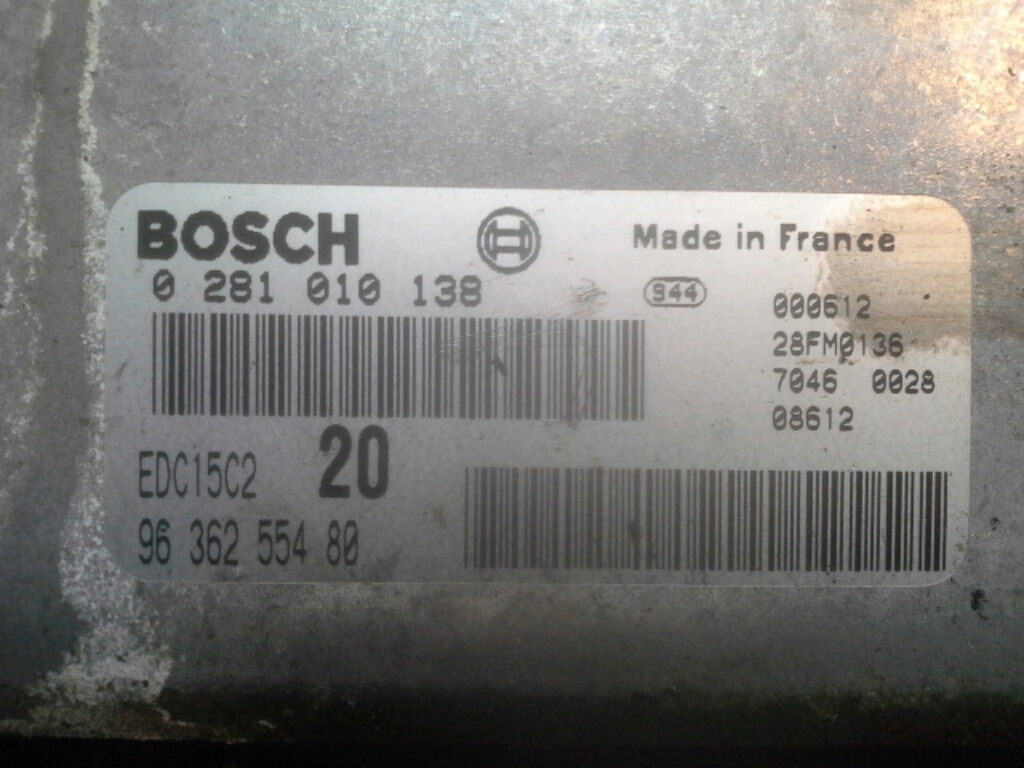 BOSCH
Made in France
0 281 010 138
944
000612
28FM0136
7046 0028
08612
EDC15C2 20
96 362 554 80